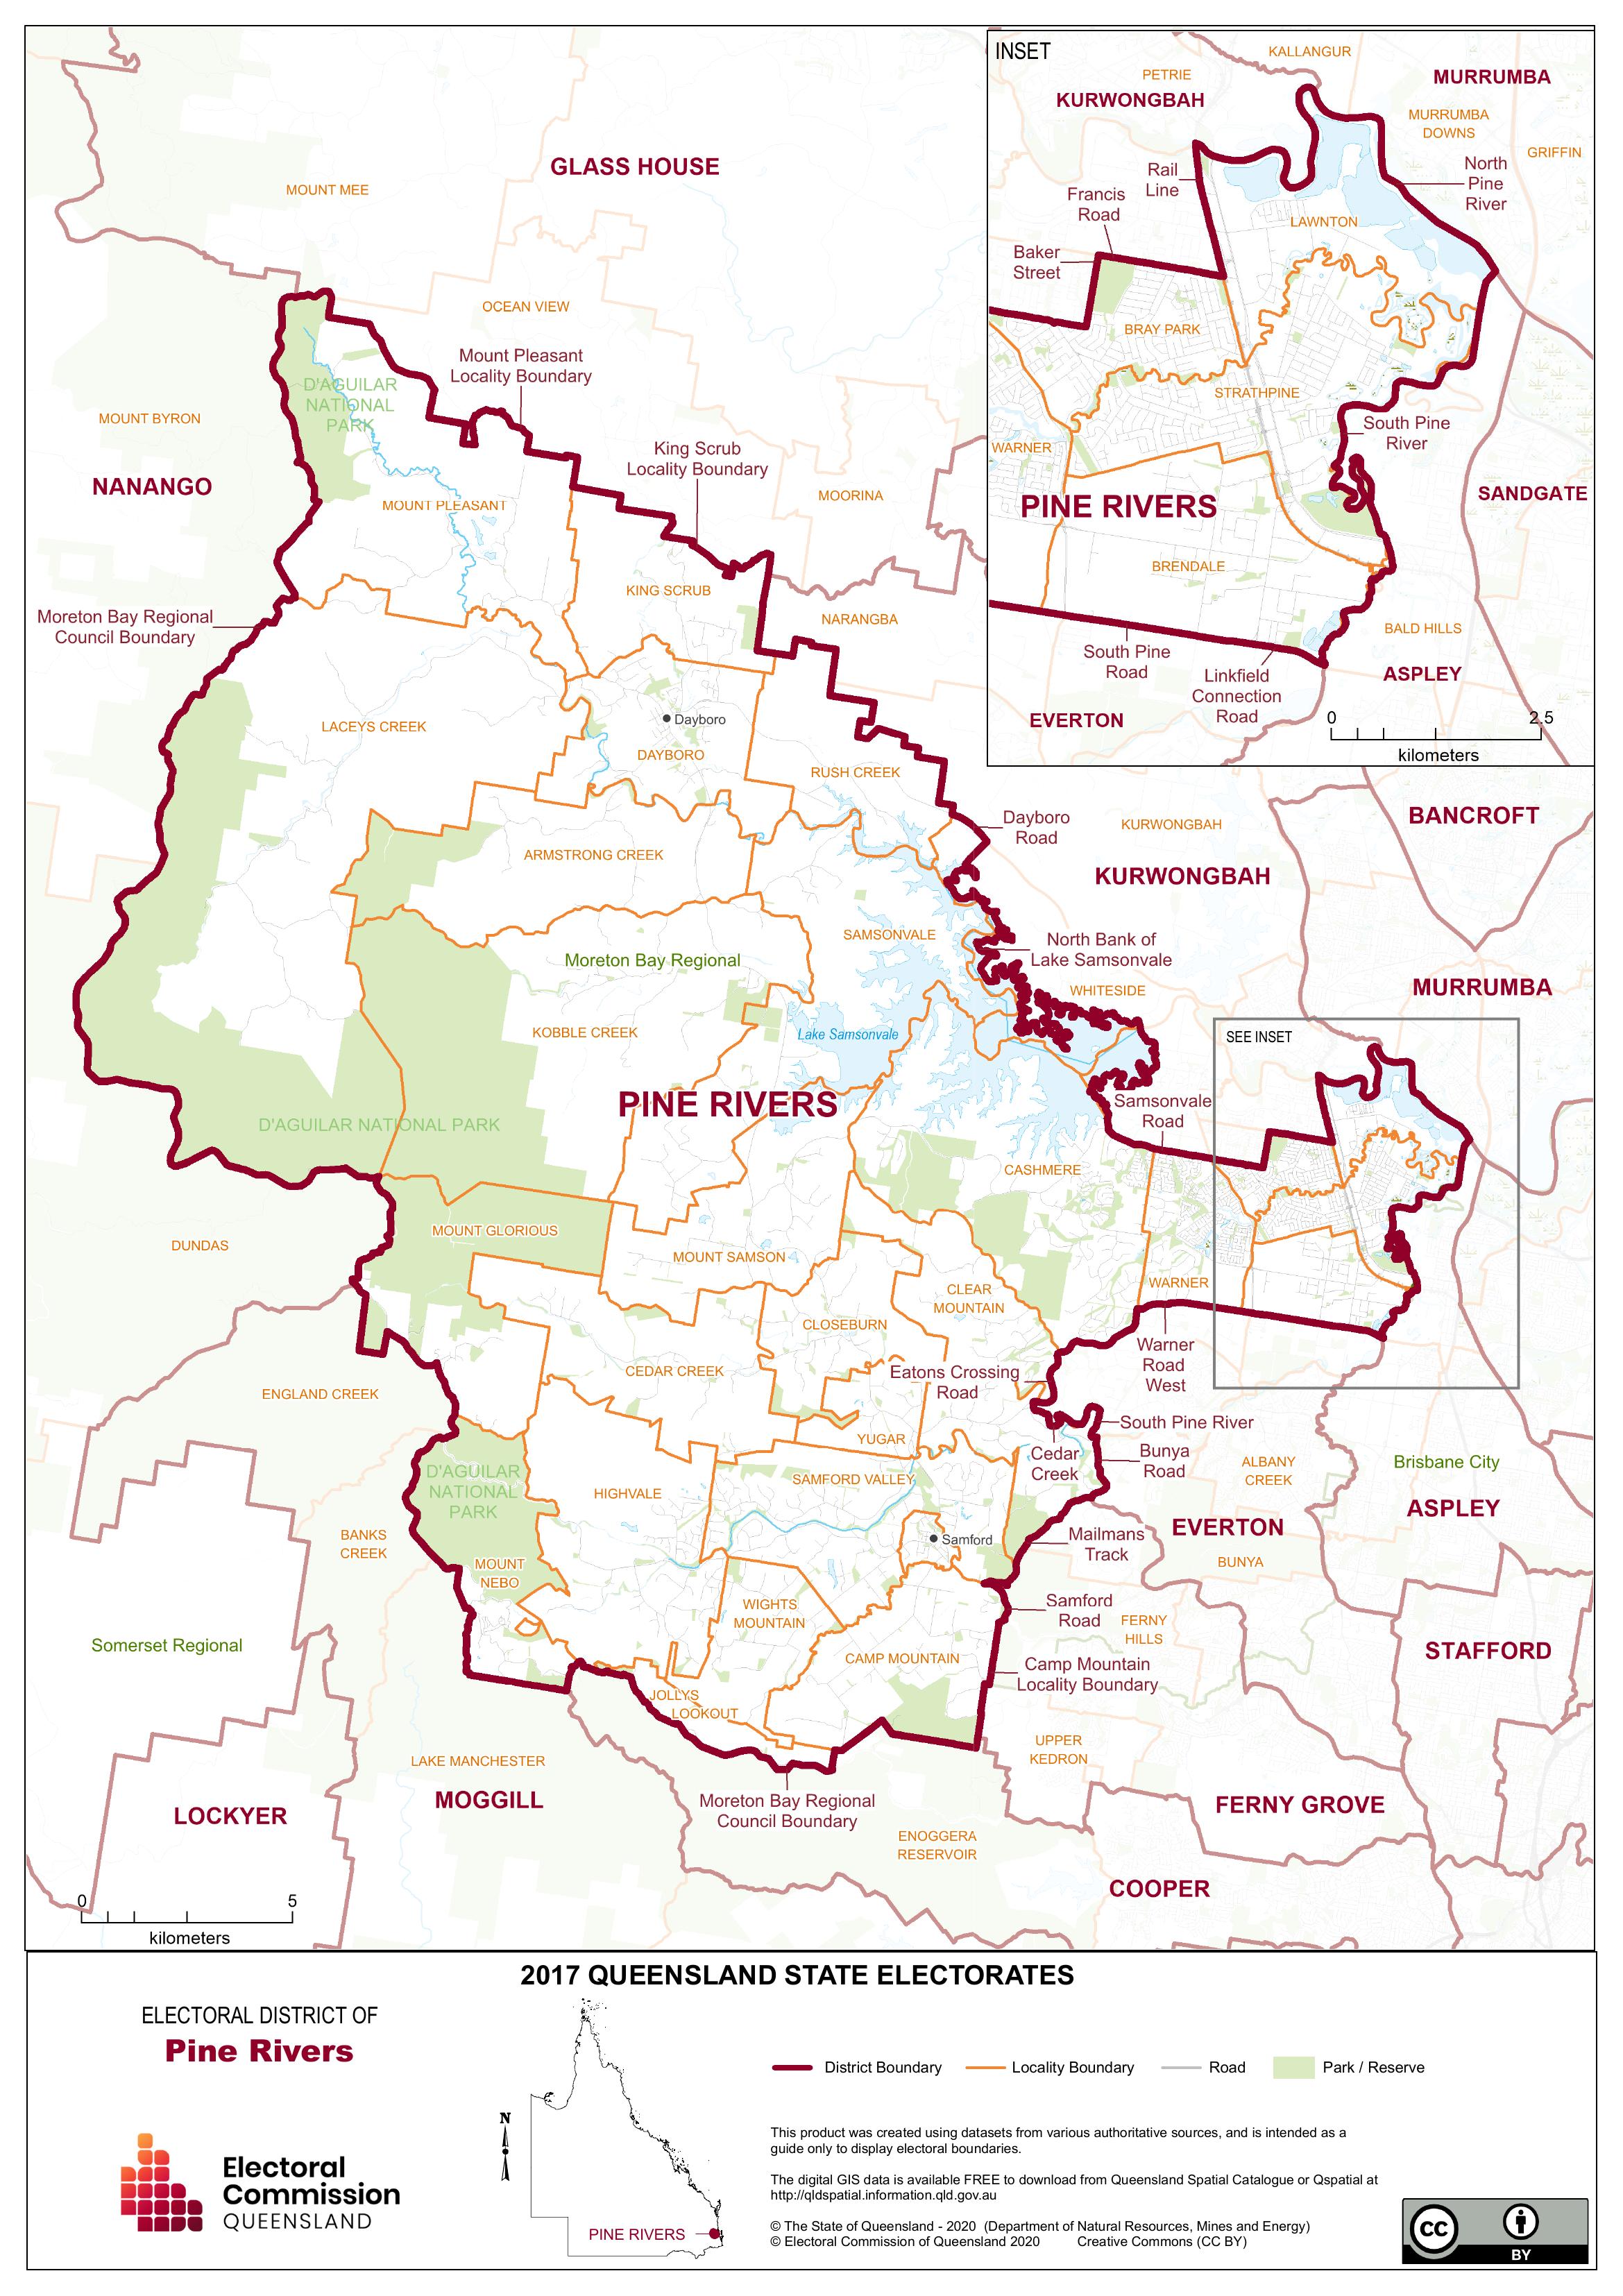 INSET
KALLANGUR
PETRIE
KURWONGBAH
MURRUMBA
MURRUMBA
DOWNS
GRIFFIN
North
Pine
River
Rail
Line
Francis
Road
Baker
Street
LAWNTON
BRAY PARK
STRATHPINE
WARNER
South Pine
River
PINE RIVERS
SANDGATE
BRENDALE
BALD HILLS
ASPLEY
South Pine
Road
Linkfield
Connection
Road
EVERTON
0
2.5
kilometers
GLASS HOUSE
MOUNT MEE
OCEAN VIEW
Mount Pleasant
Locality Boundary
D'AGUILAR
NATIONAL
PARK
MOUNT BYRON
King Scrub
Locality Boundary
NANANGO
MOUNT PLEASANT
MOORINA
KING SCRUB
NARANGBA
Moreton Bay Regional
Council Boundary
LACEYS CREEK
Dayboro
DAYBORO
RUSH CREEK
Dayboro
Road
KURWONGBAH
BANCROFT
ARMSTRONG CREEK
KURWONGBAH
SAMSONVALE
North Bank of
Lake Samsonvale
Moreton Bay Regional
WHITESIDE
MURRUMBA
KOBBLE CREEK
Lake Samsonvale
SEE INSET
PINE RIVERS
Samsonvale
Road
D'AGUILAR NATIONAL PARK
CASHMERE
MOUNT GLORIOUS
DUNDAS
MOUNT SAMSON
WARNER
CLEAR
MOUNTAIN
CLOSEBURN
Warner
Road
West
CEDAR CREEK
Eatons Crossing
Road
ENGLAND CREEK
South Pine River
YUGAR
Cedar
Creek
Bunya
Road
ALBANY
CREEK
Brisbane City
D'AGUILAR
NATIONAL
PARK
SAMFORD VALLEY
HIGHVALE
ASPLEY
EVERTON
BANKS
CREEK
Samford
Mailmans
Track
BUNYA
MOUNT
NEBO
WIGHTS
MOUNTAIN
Samford
Road
FERNY
HILLS
Somerset Regional
CAMP MOUNTAIN
Camp Mountain
Locality Boundary
STAFFORD
JOLLYS
LOOKOUT
UPPER
KEDRON
LAKE MANCHESTER
MOGGILL
LOCKYER
Moreton Bay Regional
Council Boundary
FERNY GROVE
ENOGGERA
RESERVOIR
COOPER
0
5
kilometers
2017 QUEENSLAND STATE ELECTORATES
ELECTORAL DISTRICT OF
Pine Rivers
Electoral
Commission
QUEENSLAND
N
PINE RIVERS
District Boundary
Locality Boundary
Road
Park / Reserve
This product was created using datasets from various authoritative sources, and is intended as a
guide only to display electoral boundaries.
The digital GIS data is available FREE to download from Queensland Spatial Catalogue or Qspatial at
http://qldspatial.information.qld.gov.au
© The State of Queensland - 2020 (Department of Natural Resources, Mines and Energy)
© Electoral Commission of Queensland 2020 Creative Commons (CC BY)
CC
BY